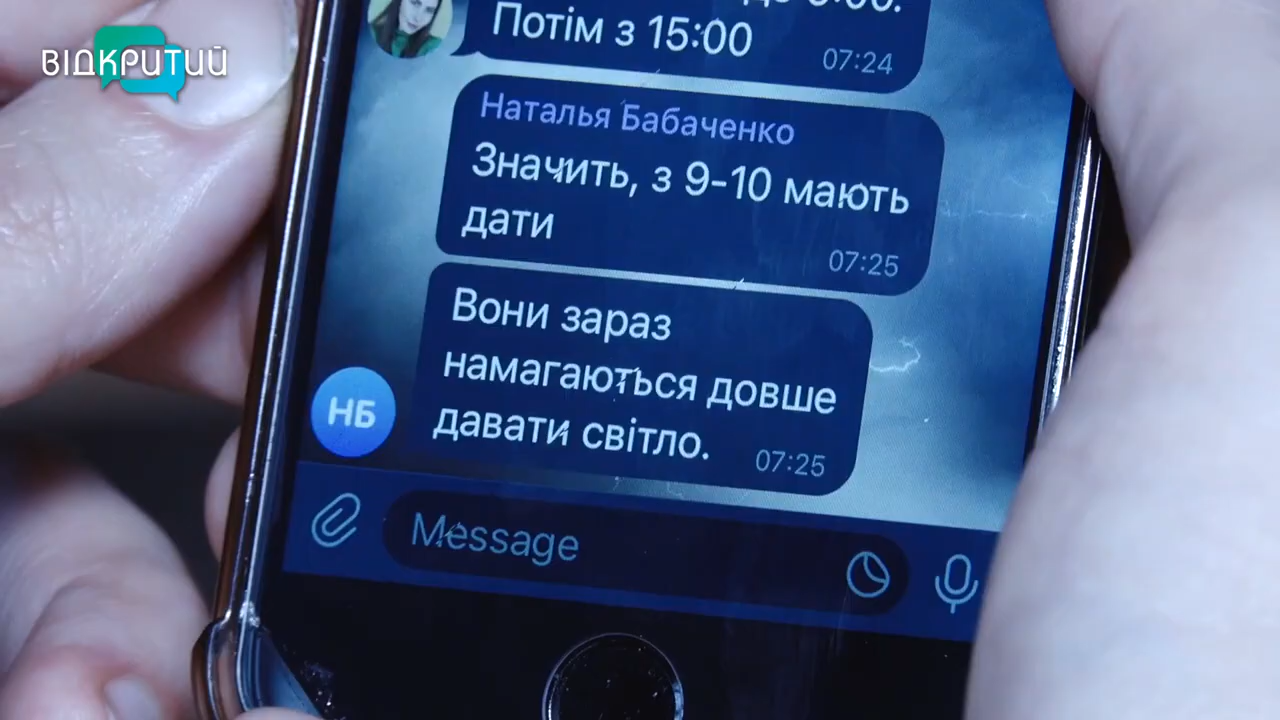 ВІДКРИТИЙ
Потім з 15:00
07:24
Наталья Бабаченко
Значить, з 9-10 мають
дати
07:25
Вони зараз
намагаються довше
давати світло.
07:25
НБ
Message